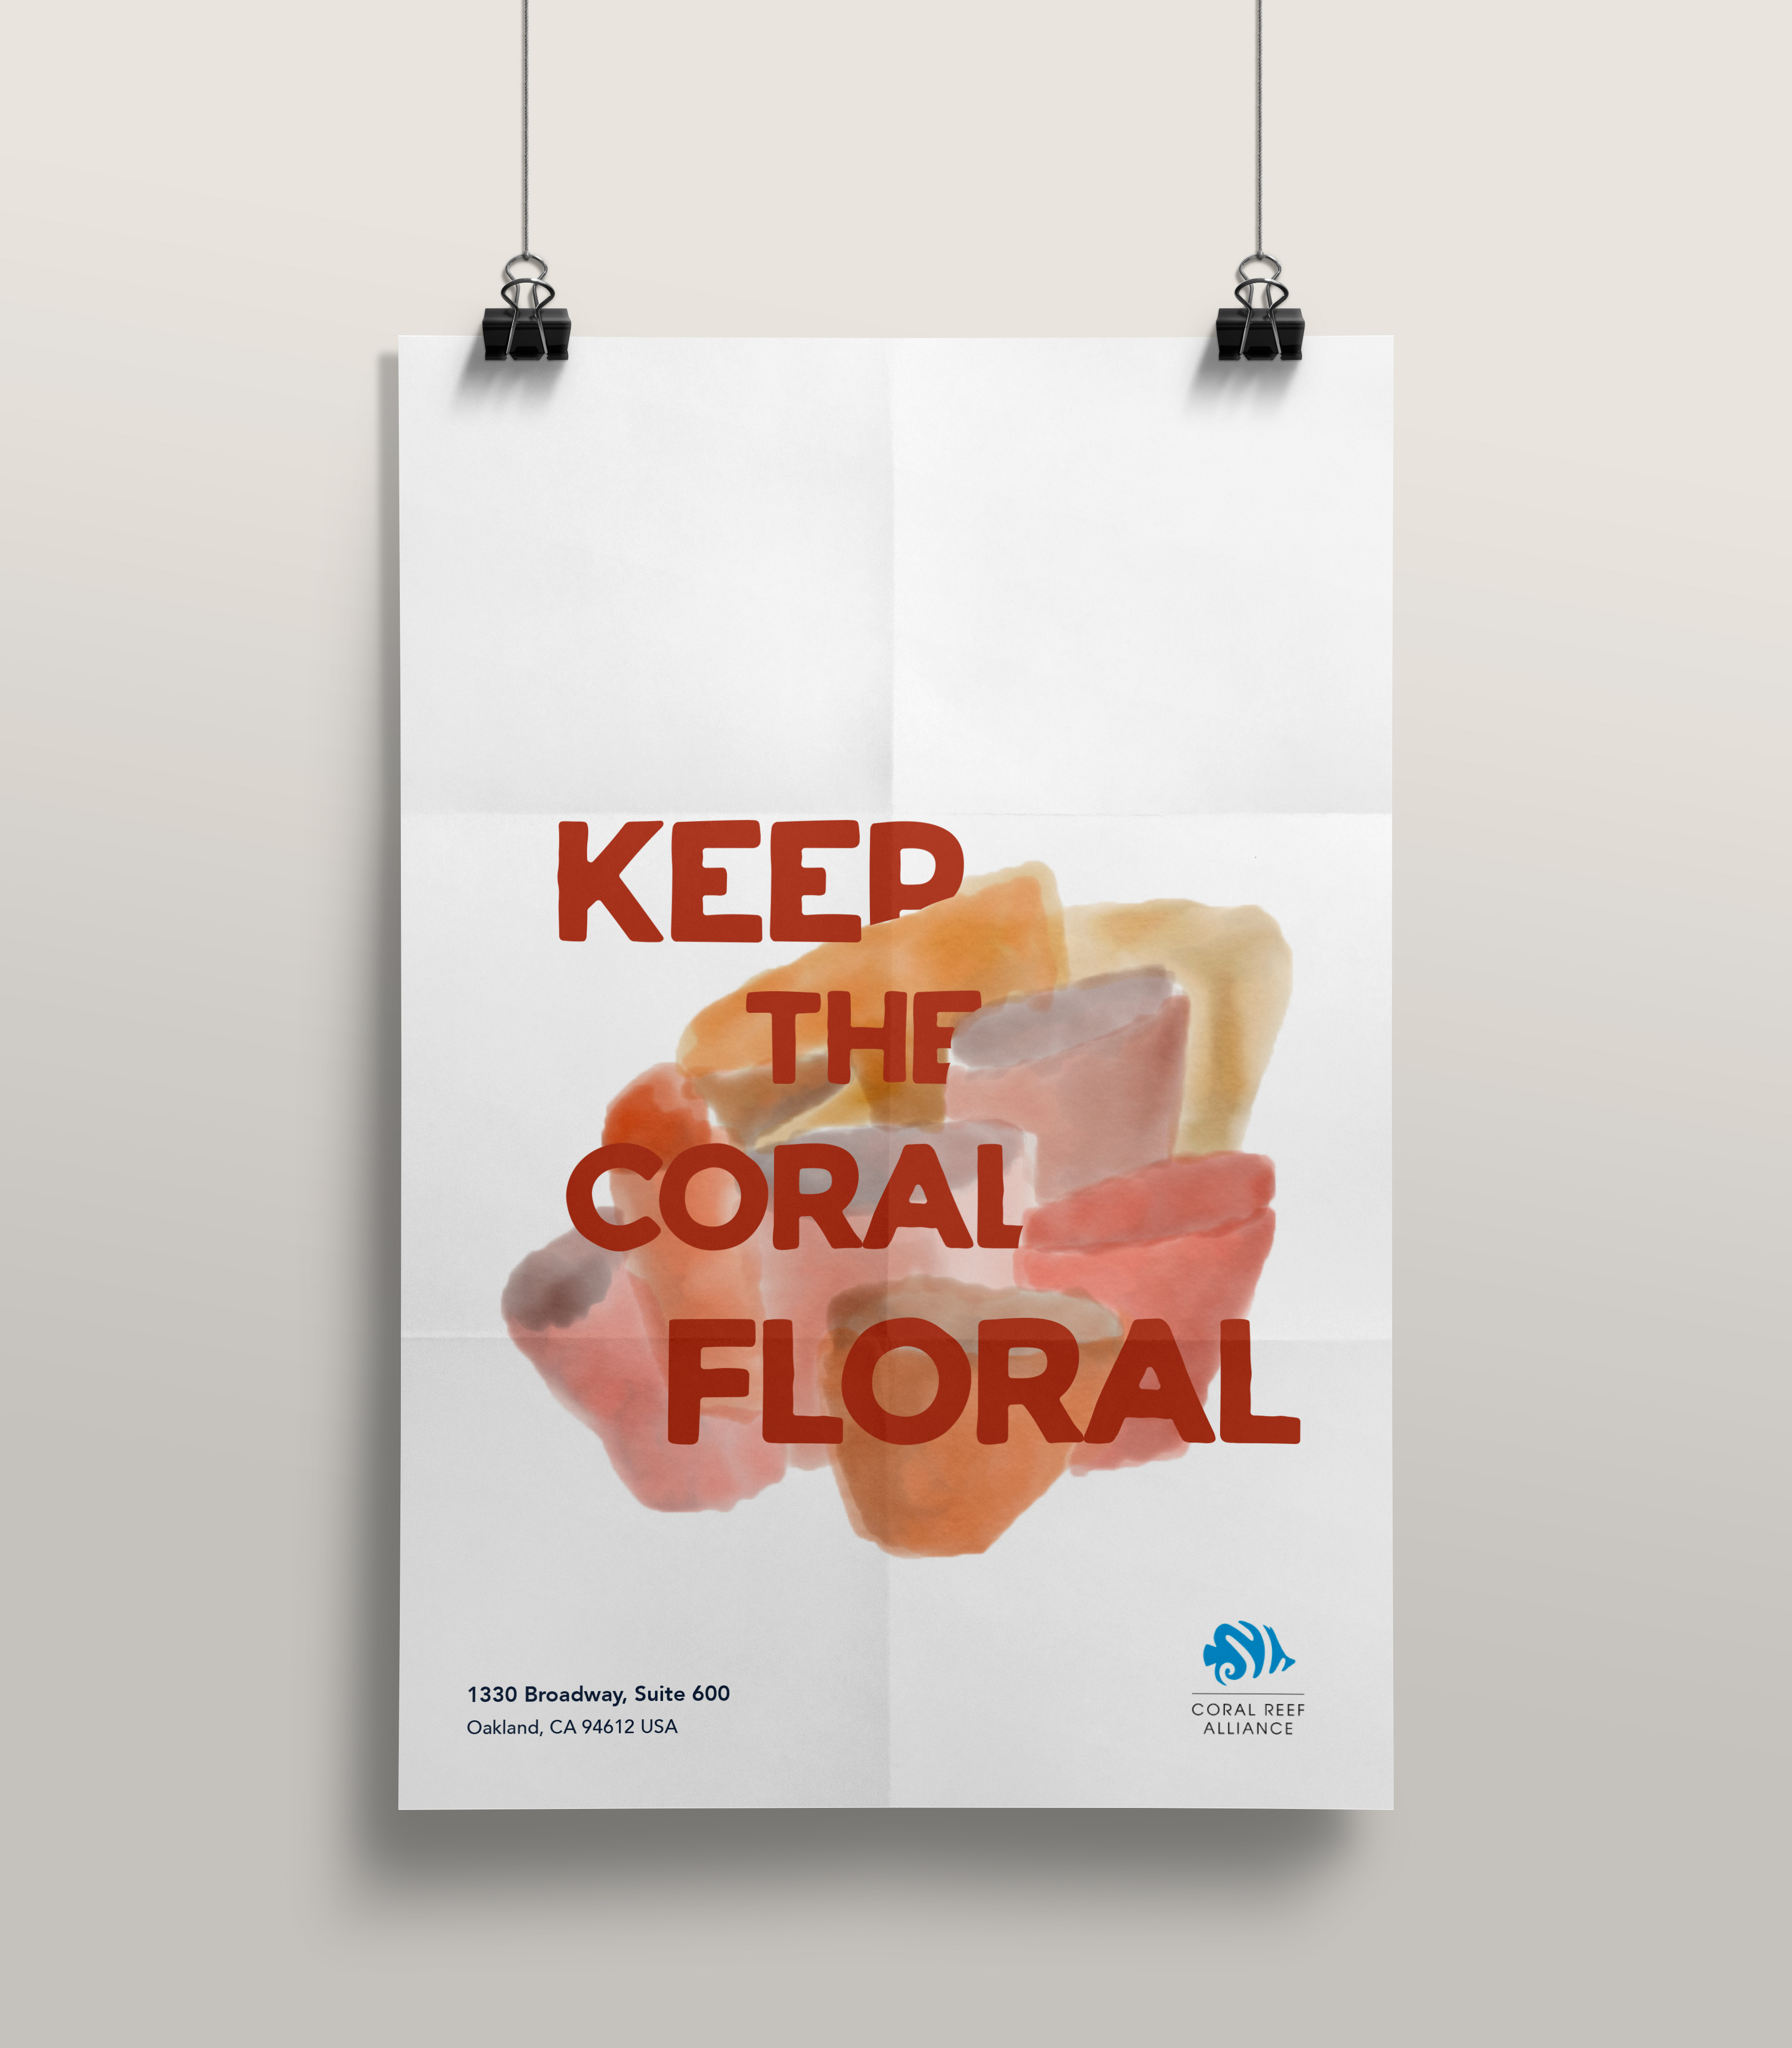 KEEP
THE
CORAL
FLORAL
1330 Broadway, Suite 600
Oakland, CA 94612 USA
CORAL REEF
ALLIANCE